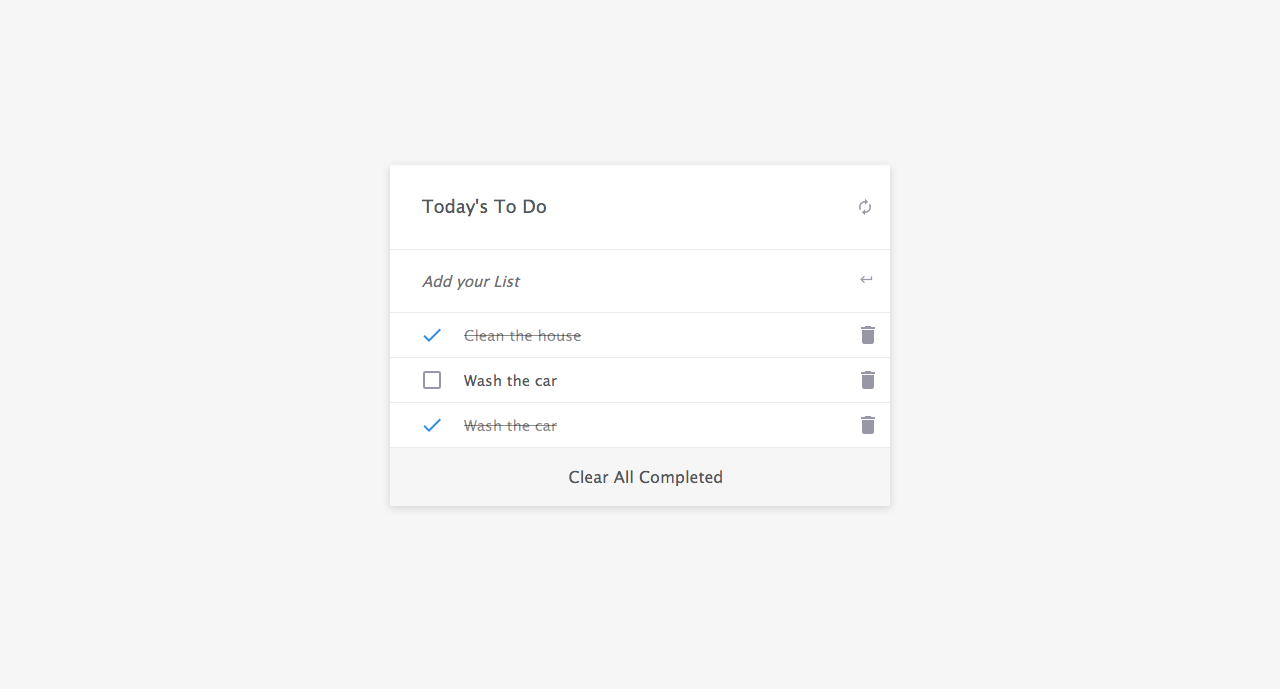 Today's To Do
Add your List
Clean the house
Wash the car
Wash the car
Clear All Completed